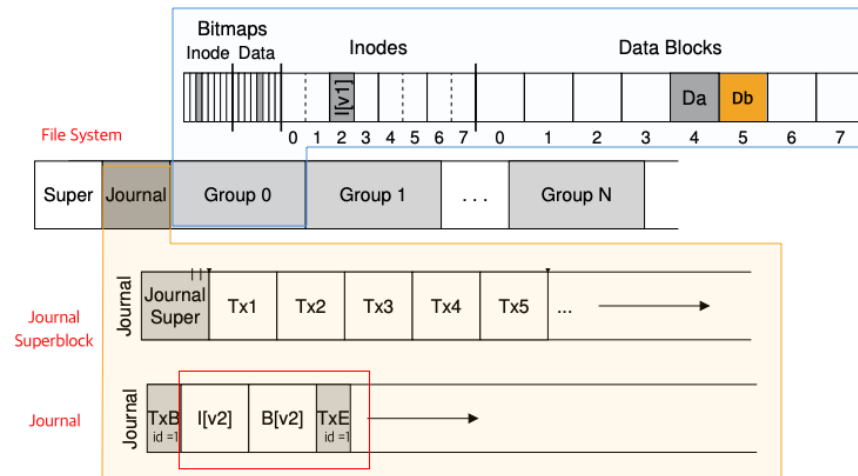 Bitmaps
Inode Data
Inodes
Data Blocks
I[v1]
Da
Db
0 1 2 3 4 5 6 7 0 1 2 3 4 5 6 7
File System
Super Journal Group 0 Group 1 . . . Group N
Journal
Superblock
Journal
Journal
Super
Tx1 Tx2 Tx3 Tx4 Tx5 ...
Journal
Journal
TxB
id =1
I[v2]
B[v2]
TxE
id =1